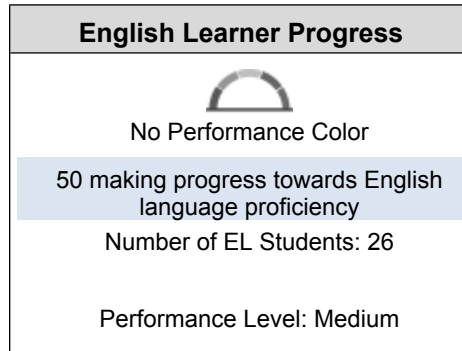 English Learner Progress
No Performance Color
50 making progress towards English
language proficiency
Number of EL Students: 26
Performance Level: Medium